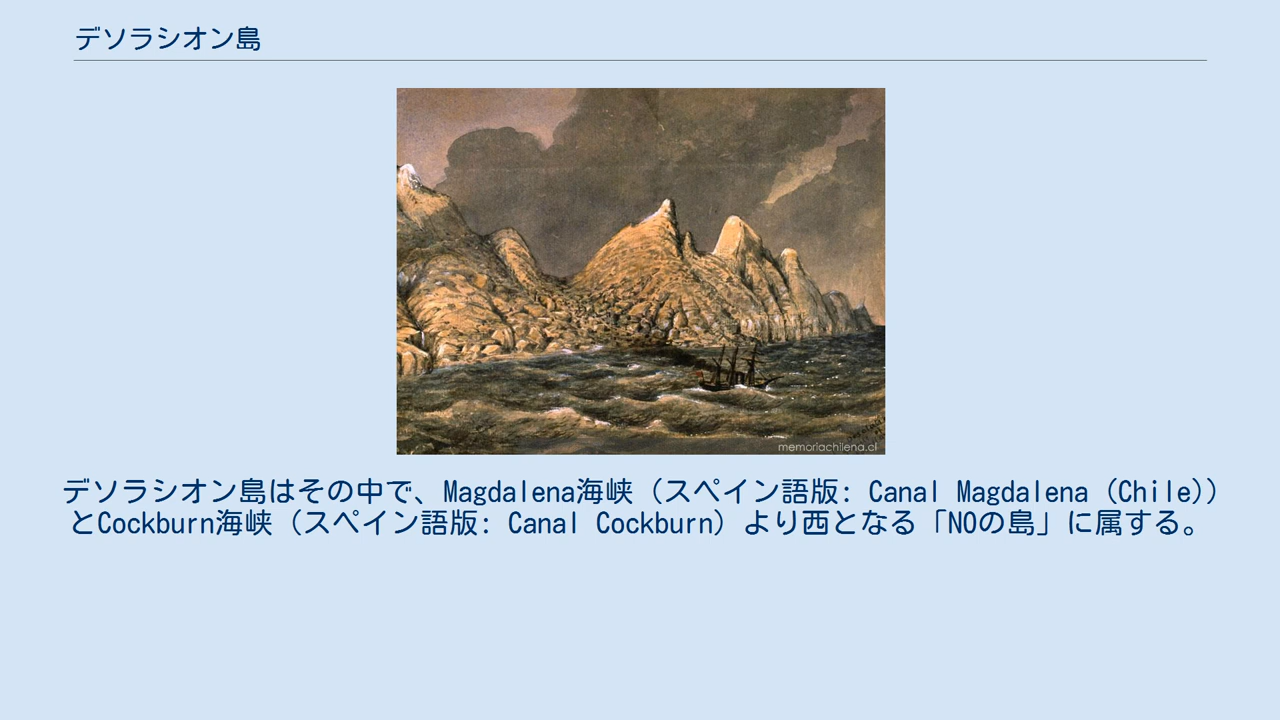 デソラシオン島
memoriachilena.cl
デソラシオン島はその中で、Magdalena海峡（スペイン語版: Canal Magdalena (Chile)）
とCockburn海峡（スペイン語版: Canal Cockburn）より西となる「NOの島」に属する。